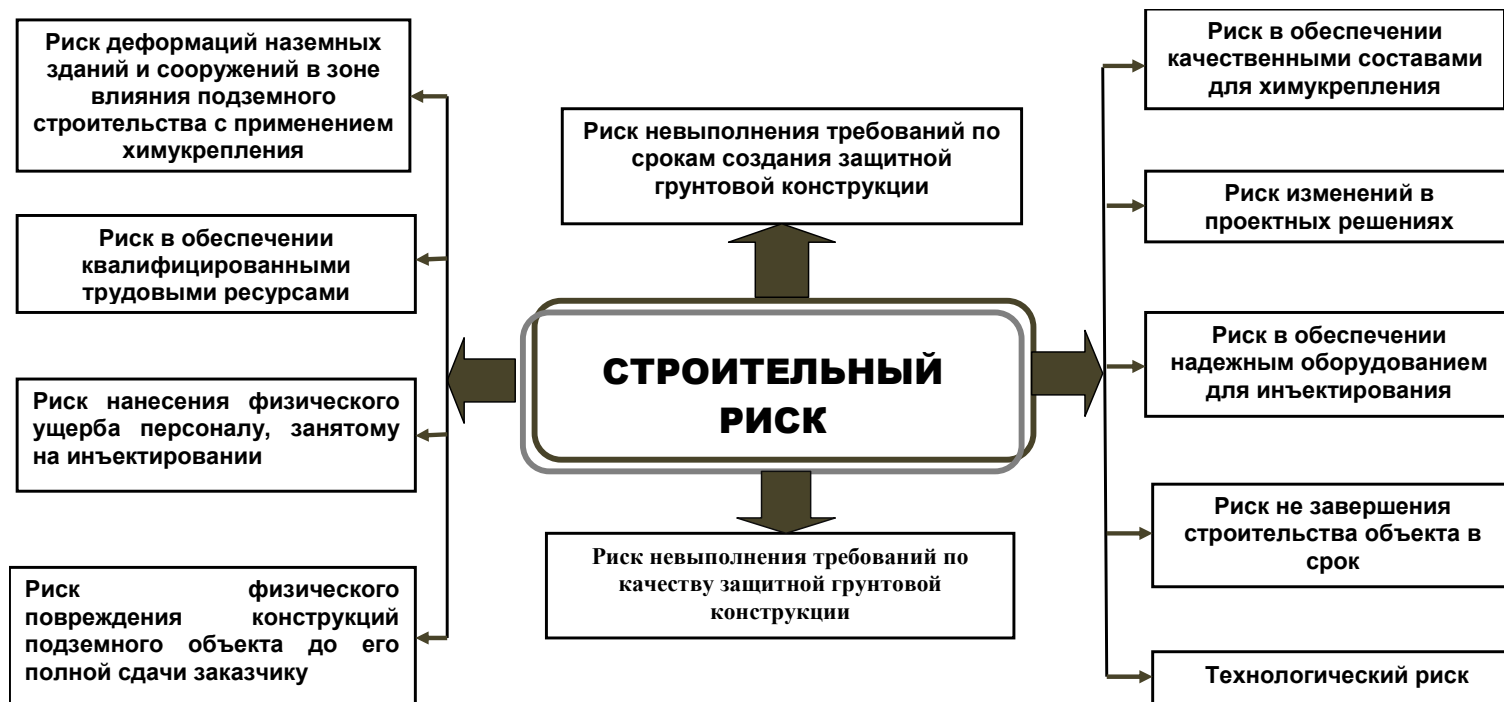 Риск деформаций наземных
зданий и сооружений в зоне
влияния подземного
строительства с применением
химукрепления
Риск в обеспечении
квалифицированными
трудовыми ресурсами
Риск нанесения физического
ущерба персоналу, занятому
на инъектировании
Риск физического
повреждения конструкций
подземного объекта до его
полной сдачи заказчику
Риск невыполнения требований по
срокам создания защитной
грунтовой конструкции
СТРОИТЕЛЬНЫЙ
РИСК
Риск невыполнения требований по
качеству защитной грунтовой
конструкции
Риск в обеспечении
качественными составами
для химукрепления
Риск изменений в
проектных решениях
Риск в обеспечении
надежным оборудованием
для инъектирования
Риск не завершения
строительства объекта в
срок
Технологический риск